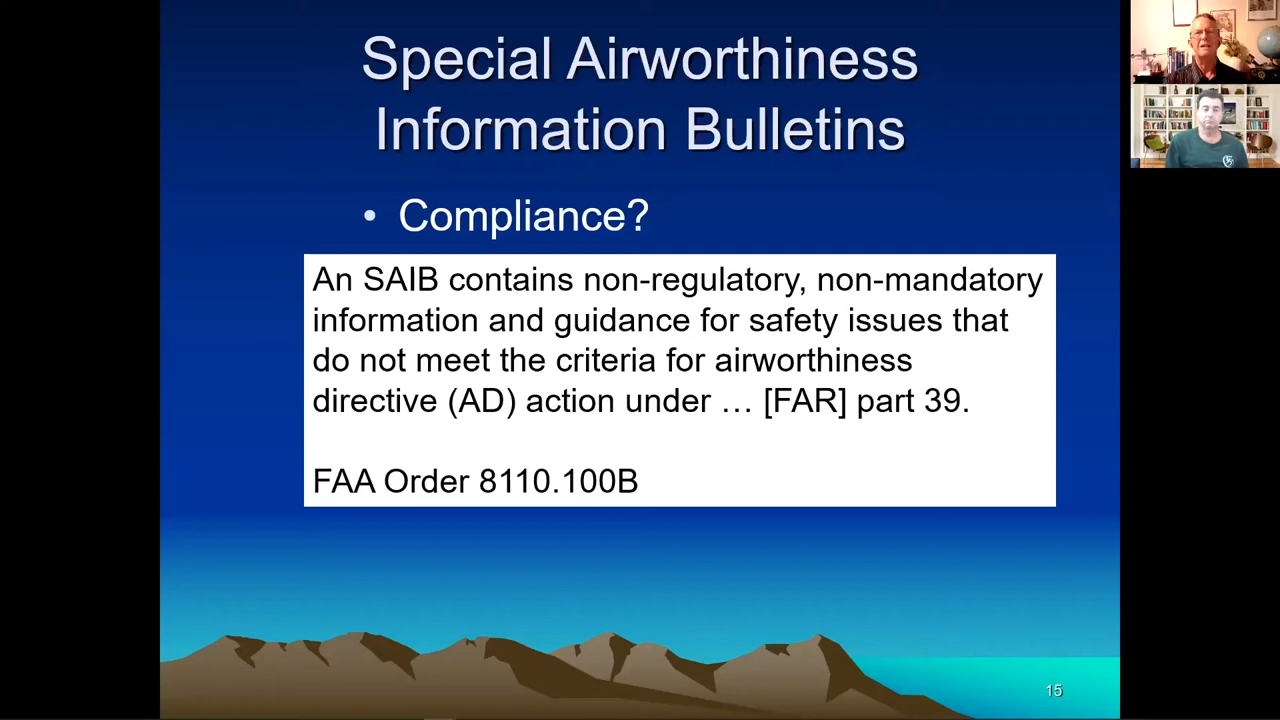 Special Airworthiness
Information Bulletins
• Compliance?
An SAIB contains non-regulatory, non-mandatory
information and guidance for safety issues that
do not meet the criteria for airworthiness
directive (AD) action under … [FAR] part 39.
FAA Order 8110.100B
15